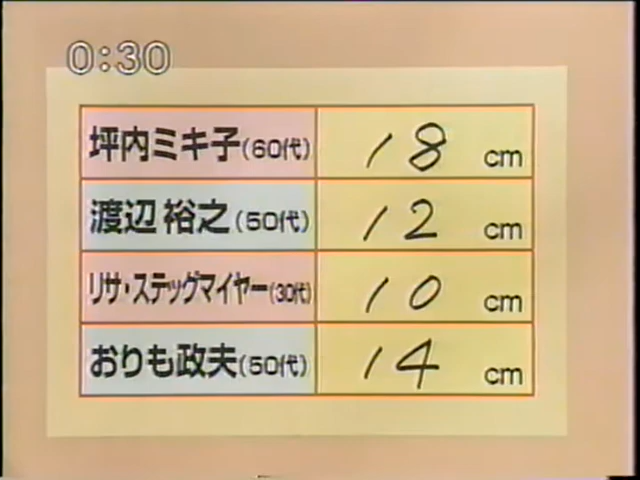 0:30
坪内ミキ子(60代) 18 cm
渡辺裕之(50代) 12 cm
リサ・ステッグマイヤー(30代) 10 cm
おりも政夫(50代) 14 cm